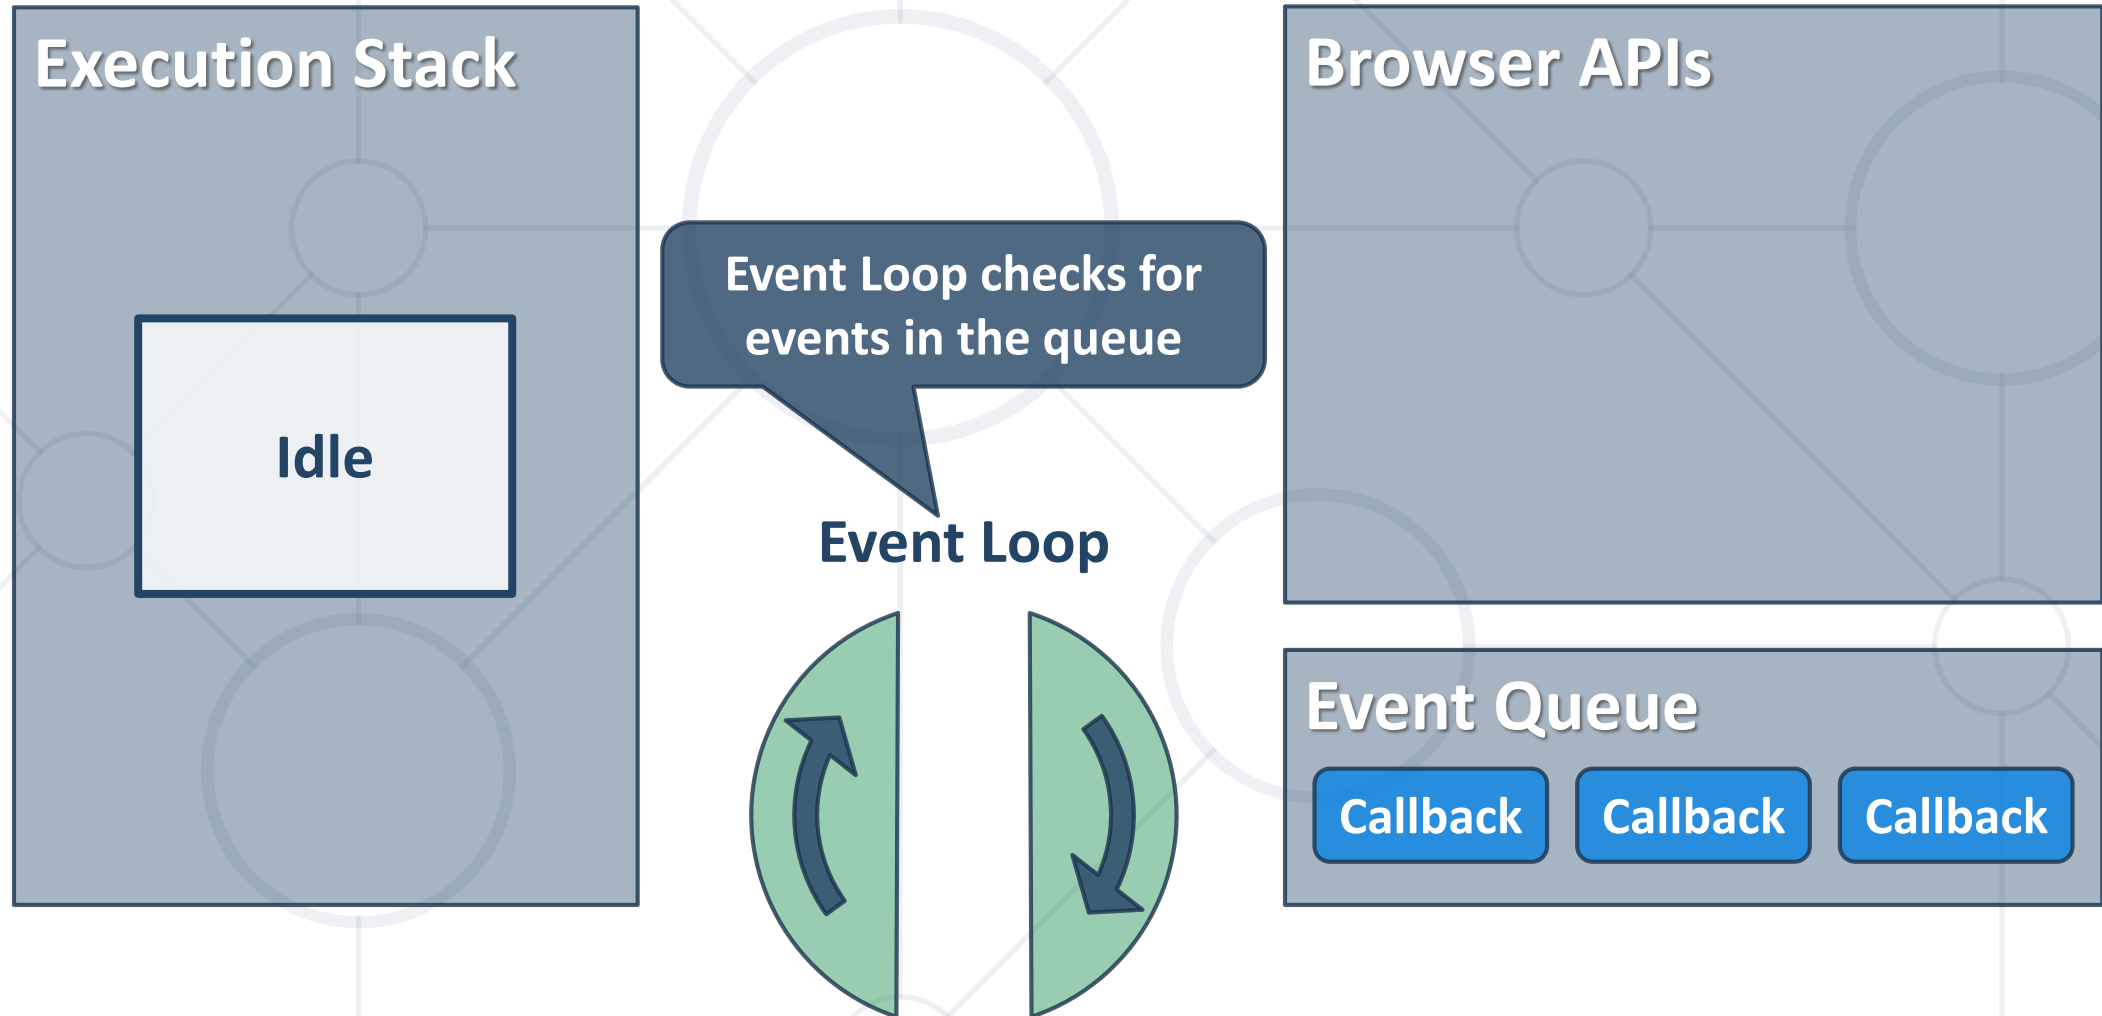 Execution Stack
Idle
Event Loop checks for
events in the queue
Event Loop
Browser APIs
Event Queue
Callback Callback Callback